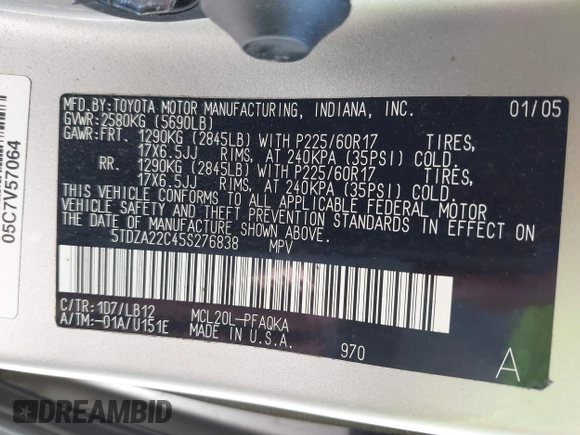 MFD.BY:TOYOTA MOTOR MANUFACTURING, INDIANA, INC. 01/05
GVWR:2580KG (5690LB)
GAWR:FRT. 1290KG (2845LB) WITH P225/60R17 TIRES,
17X6.5JJ RIMS, AT 240KPA (35PSI) COLD.
RR. 1290KG (2845LB) WITH P225/60R17 TIRES,
17X6.5JJ RIMS, AT 240KPA (35PSI) COLD.
THIS VEHICLE CONFORMS TO ALL APPLICABLE FEDERAL MOTOR
VEHICLE SAFETY AND THEFT PREVENTION STANDARDS IN EFFECT ON
THE DATE OF MANUFACTURE SHOWN ABOVE.
5TDZA22C45S276838 MPV
C/TR:1D7/LB12 MCL20L-PFAQKA
A/TM:-01A/U151E MADE IN U.S.A.
970 A
05C7V57064
DREAMBID